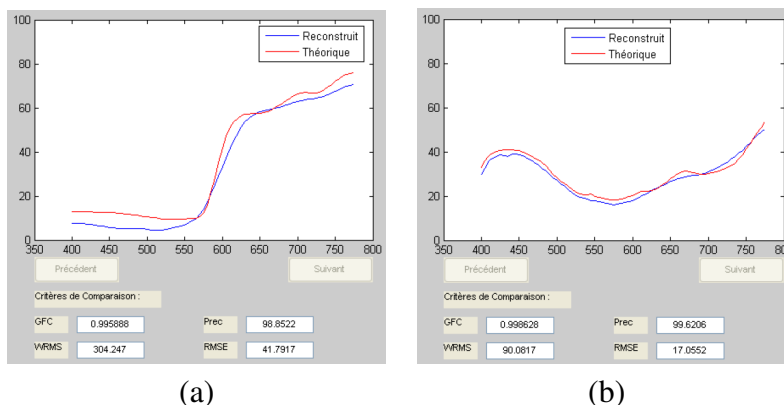 100
80
60
40
20
0
350 400 450 500 550 600 650 700 750 800
Reconstruit
Théorique
Précédent Suivant
Critères de Comparaison :
GFC 0.995888 Prec 98.8522
WRMS 304.247 RMSE 41.7917
(a)
100
80
60
40
20
0
350 400 450 500 550 600 650 700 750 800
Reconstruit
Théorique
Précédent Suivant
Critères de Comparaison :
GFC 0.998628 Prec 99.6206
WRMS 90.0817 RMSE 17.0552
(b)